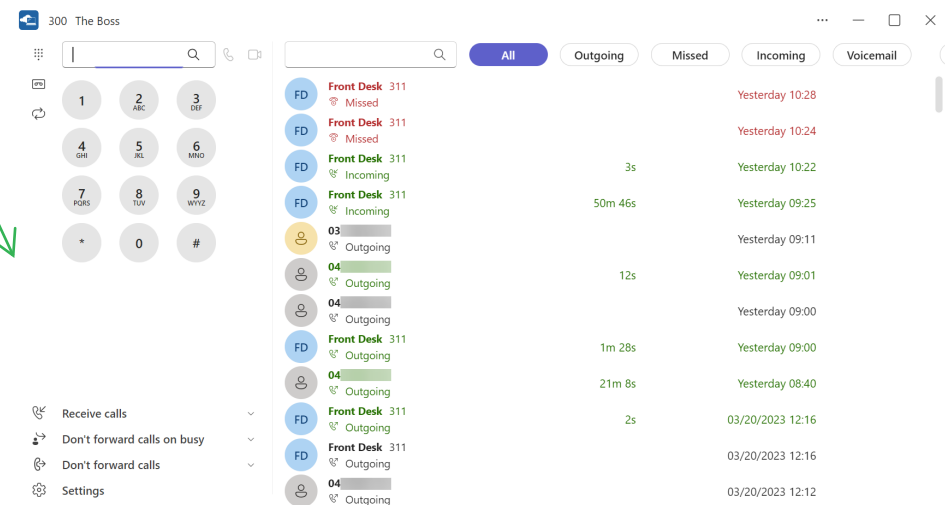 300 The Boss
All Outgoing Missed Incoming Voicemail
1
2 ABC
3 DEF
4 GHI
5 JKL
6 MNO
7 PQRS
8 TUV
9 WYYZ
* 0 #
Receive calls
Don't forward calls on busy
Don't forward calls
Settings
FD Front Desk 311
Missed Yesterday 10:28
FD Front Desk 311
Missed Yesterday 10:24
FD Front Desk 311
Incoming 3s Yesterday 10:22
FD Front Desk 311
Incoming 50m 46s Yesterday 09:25
03
Outgoing Yesterday 09:11
04
Outgoing 12s Yesterday 09:01
04
Outgoing Yesterday 09:00
FD Front Desk 311
Outgoing 1m 28s Yesterday 09:00
04
Outgoing 21m 8s Yesterday 08:40
FD Front Desk 311
Outgoing 2s 03/20/2023 12:16
FD Front Desk 311
Outgoing 03/20/2023 12:16
04
Outgoing 03/20/2023 12:12